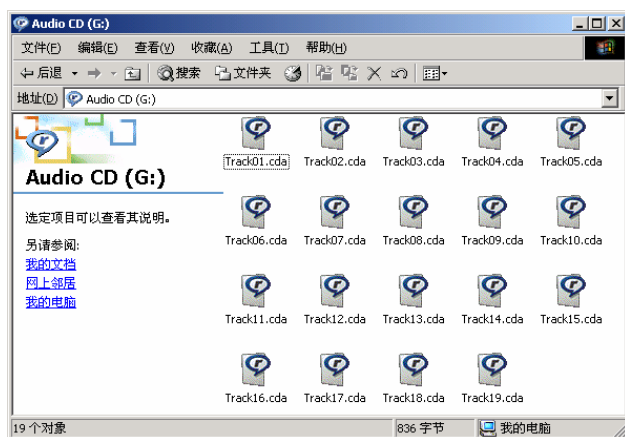 Audio CD (G:)
文件(F) 编辑(E) 查看(V) 收藏(A) 工具(T) 帮助(H)
后退 搜索 文件夹
地址(D) Audio CD (G:)
Audio CD (G:)
选定项目可以查看其说明。
另请参阅:
我的文档
网上邻居
我的电脑
Track01.cda Track02.cda Track03.cda Track04.cda Track05.cda
Track06.cda Track07.cda Track08.cda Track09.cda Track10.cda
Track11.cda Track12.cda Track13.cda Track14.cda Track15.cda
Track16.cda Track17.cda Track18.cda Track19.cda
19 个对象 836 字节 我的电脑